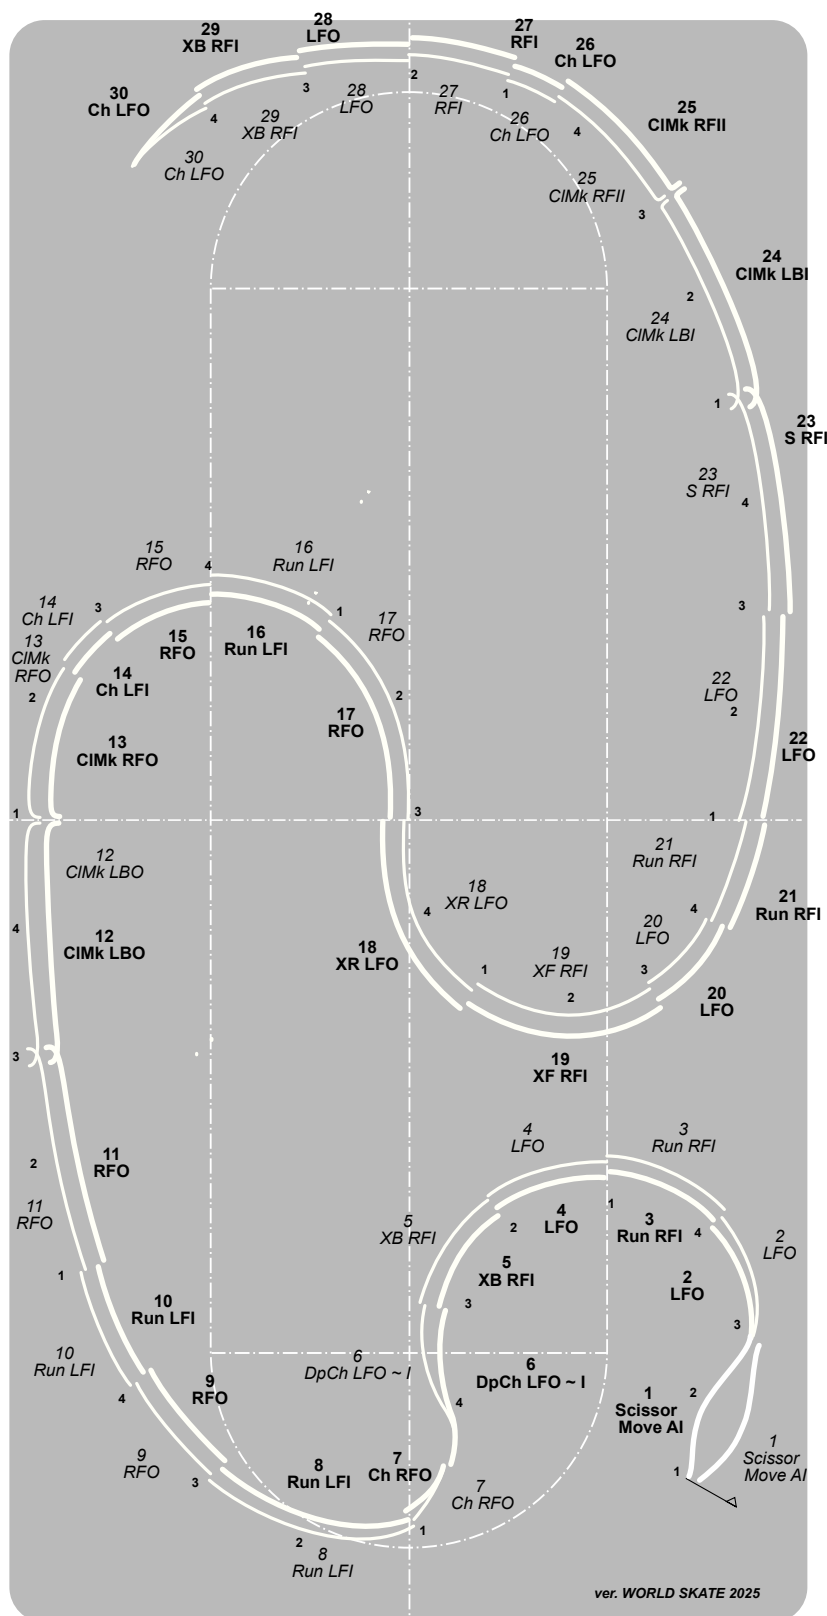 28
LFO
29
XB RFI
27
RFI
26
Ch LFO
30
Ch LFO
25
ClMk RFII
2
3
28
LFO
27
RFI
1
26
Ch LFO
4
29
XB RFI
4
30
Ch LFO
25
ClMk RFII
3
24
ClMk LBI
2
24
ClMk LBI
1
23
S RFI
23
S RFI
4
15
RFO
4
16
Run LFI
3
14
Ch LFI
3
1
17
RFO
13
ClMk
RFO
15
RFO
16
Run LFI
14
Ch LFI
2
2
22
LFO
2
17
RFO
13
ClMk RFO
22
LFO
1
3
1
12
ClMk LBO
21
Run RFI
18
XR LFO
4
4
20
LFO
21
Run RFI
4
12
ClMk LBO
18
XR LFO
19
XF RFI
1
2
3
20
LFO
3
19
XF RFI
4
LFO
3
Run RFI
2
11
RFO
11
RFO
5
XB RFI
2
4
LFO
1
3
Run RFI
4
2
LFO
5
XB RFI
2
LFO
1
10
Run LFI
3
3
10
Run LFI
6
DpCh LFO ~ I
6
DpCh LFO ~ I
4
9
RFO
4
1
Scissor
Move AI
2
9
RFO
3
8
Run LFI
7
Ch RFO
7
Ch RFO
1
1
Scissor
Move AI
1
2
8
Run LFI
ver. WORLD SKATE 2025